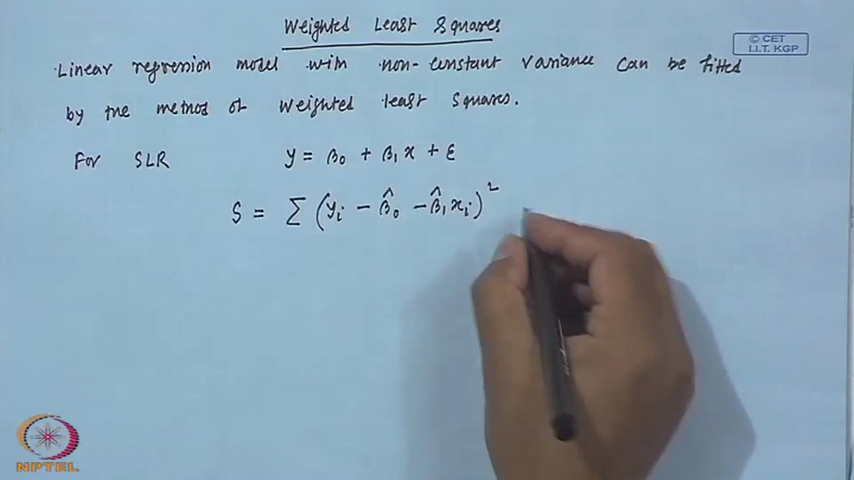 Weighted Least Squares
© CET
I.I.T. KGP
Linear regression model with non-constant variance can be fitted
by the method of weighted least squares.
For SLR y = β₀ + β₁x + ε
S = Σ (yᵢ - β̂₀ - β̂₁xᵢ)²
NPTEL